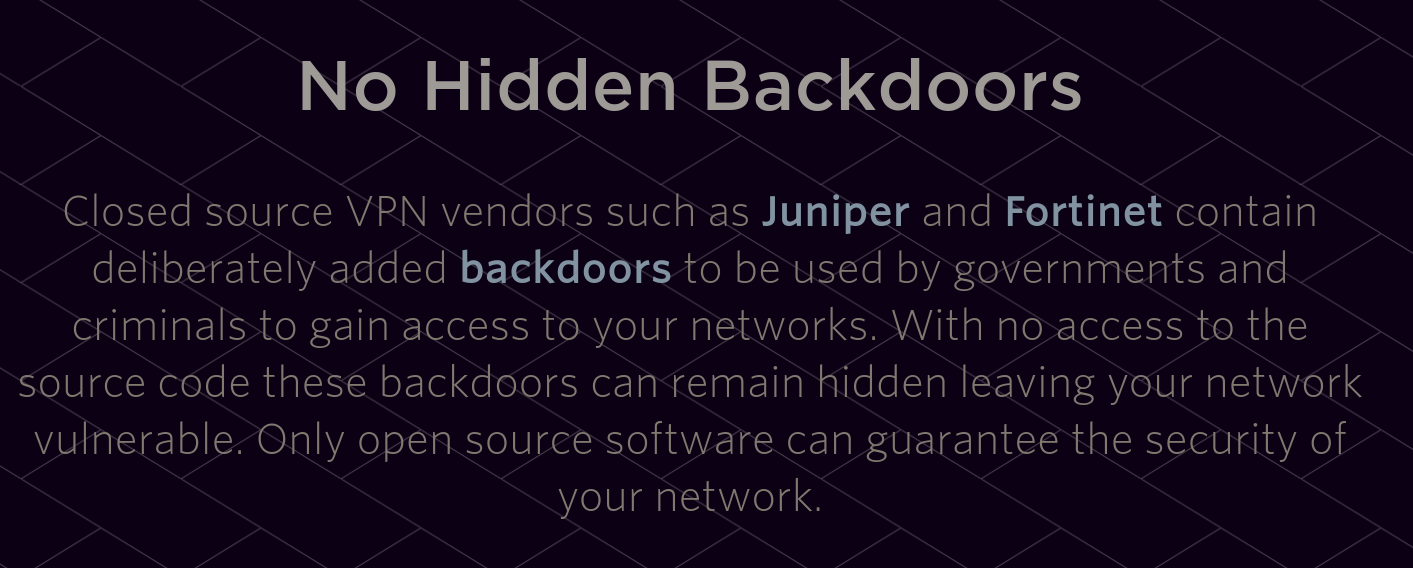 No Hidden Backdoors
Closed source VPN vendors such as Juniper and Fortinet contain
deliberately added backdoors to be used by governments and
criminals to gain access to your networks. With no access to the
source code these backdoors can remain hidden leaving your network
vulnerable. Only open source software can guarantee the security of
your network.